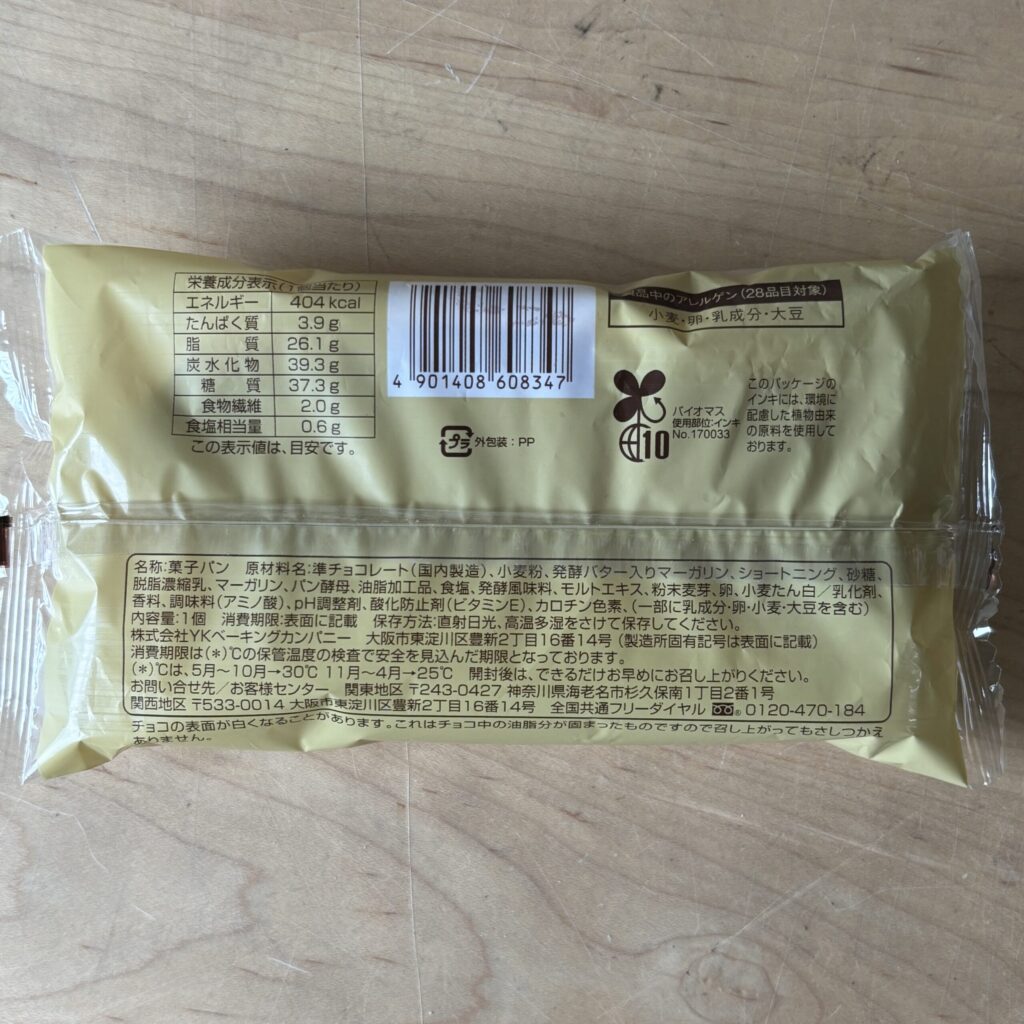 栄養成分表示(1個当たり)
エネルギー 404 kcal
たんぱく質 3.9 g
脂質 26.1 g
炭水化物 39.3 g
糖質 37.3 g
食物繊維 2.0 g
食塩相当量 0.6 g
この表示値は、目安です。
4 901408 608347
プラ 外包装:PP
品中のアレルゲン(28品目対象)
小麦・卵・乳成分・大豆
バイオマス
使用部位:インキ
No.170033
10
このパッケージの
インキには、環境に
配慮した植物由来
の原料を使用して
おります。
名称:菓子パン 原材料名:準チョコレート(国内製造)、小麦粉、発酵バター入りマーガリン、ショートニング、砂糖、
脱脂濃縮乳、マーガリン、パン酵母、油脂加工品、食塩、発酵風味料、モルトエキス、粉末麦芽、卵、小麦たん白/乳化剤、
香料、調味料(アミノ酸)、pH調整剤、酸化防止剤(ビタミンE)、カロチン色素、(一部に乳成分・卵・小麦・大豆を含む)
内容量:1個 消費期限:表面に記載 保存方法:直射日光、高温多湿をさけて保存してください。
株式会社YKベーキングカンパニー 大阪市東淀川区豊新2丁目16番14号(製造所固有記号は表面に記載)
消費期限は(*)℃の保管温度の検査で安全を見込んだ期限となっております。
(*)℃は、5月〜10月→30℃ 11月〜4月→25℃ 開封後は、できるだけお早めにお召し上がりください。
お問い合せ先/お客様センター 関東地区 〒243-0427 神奈川県海老名市杉久保南1丁目2番1号
関西地区 〒533-0014 大阪市東淀川区豊新2丁目16番14号 全国共通フリーダイヤル 0120-470-184
チョコの表面が白くなることがあります。これはチョコ中の油脂分が固まったものですので召し上がってもさしつかえ
ありません。